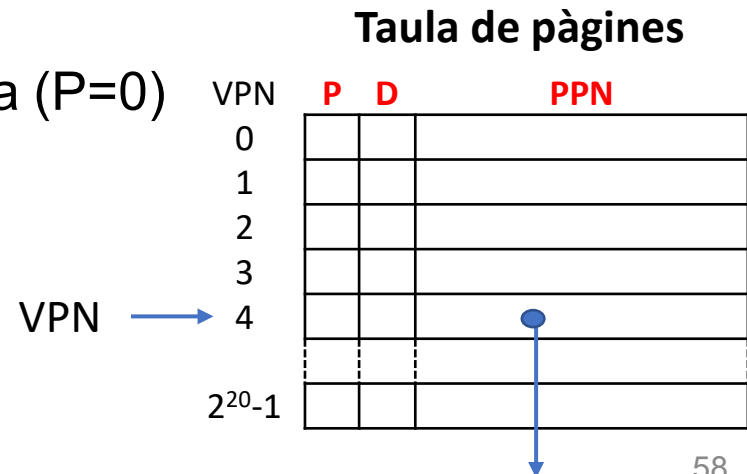 Taula de pàgines
a (P=0)
VPN P D PPN
0
1
2
3
VPN 4
2²⁰-1
58